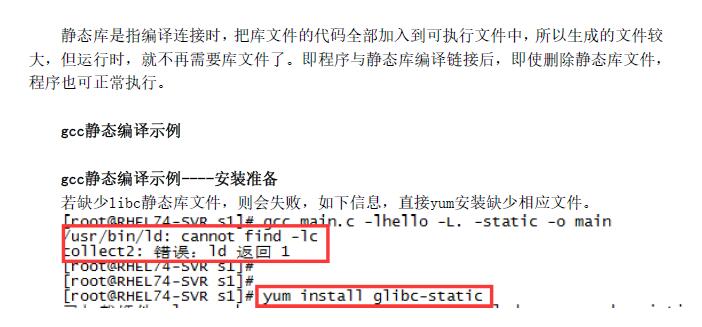 静态库是指编译连接时，把库文件的代码全部加入到可执行文件中，所以生成的文件较
大，但运行时，就不再需要库文件了。即程序与静态库编译链接后，即使删除静态库文件，
程序也可正常执行。
gcc静态编译示例
gcc静态编译示例----安装准备
若缺少libc静态库文件，则会失败，如下信息，直接yum安装缺少相应文件。
[root@RHEL74-SVR s1]# gcc main.c -lhello -L. -static -o main
/usr/bin/ld: cannot find -lc
collect2: 错误：ld 返回 1
[root@RHEL74-SVR s1]#
[root@RHEL74-SVR s1]#
[root@RHEL74-SVR s1]# yum install glibc-static